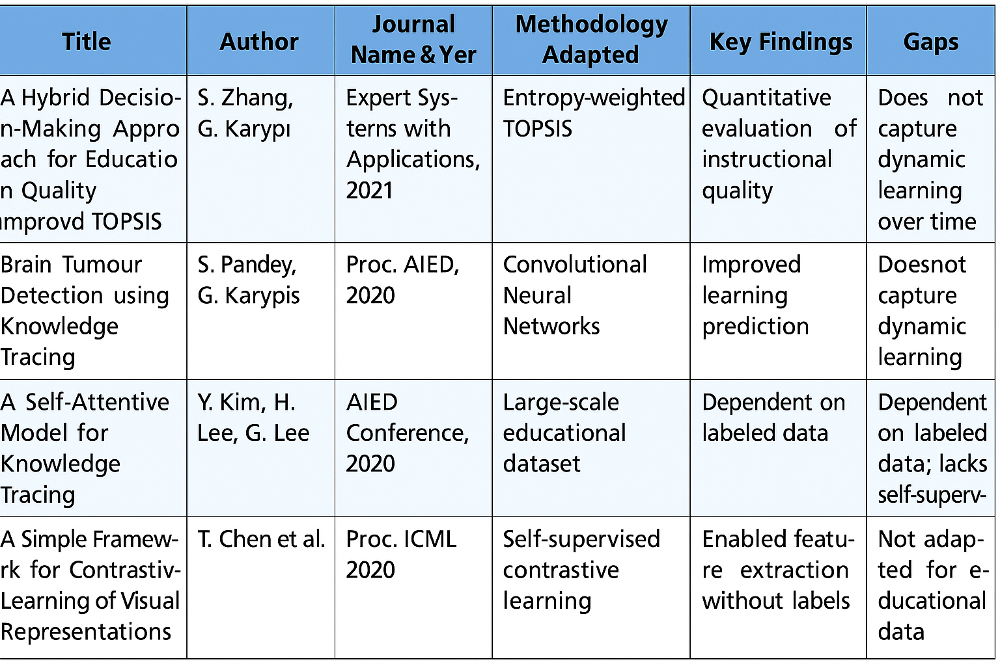 Title
Author
Journal
Name & Yer
Methodology
Adapted
Key Findings
Gaps
A Hybrid Decisio-
n-Making Appro
ach for Educatio
n Quality
improvd TOPSIS
S. Zhang,
G. Karypı
Expert Sys-
terns with
Applications,
2021
Entropy-weighted
TOPSIS
Quantitative
evaluation of
instructional
quality
Does not
capture
dynamic
learning
over time
Brain Tumour
Detection using
Knowledge
Tracing
S. Pandey,
G. Karypis
Proc. AIED,
2020
Convolutional
Neural
Networks
Improved
learning
prediction
Doesnot
capture
dynamic
learning
A Self-Attentive
Model for
Knowledge
Tracing
Y. Kim, H.
Lee, G. Lee
AIED
Conference,
2020
Large-scale
educational
dataset
Dependent on
labeled data
Dependent
on labeled
data; lacks
self-superv-
A Simple Framew-
rk for Contrastiv-
Learning of Visual
Representations
T. Chen et al.
Proc. ICML
2020
Self-supervised
contrastive
learning
Enabled featu-
re extraction
without labels
Not adap-
ted for e-
ducational
data